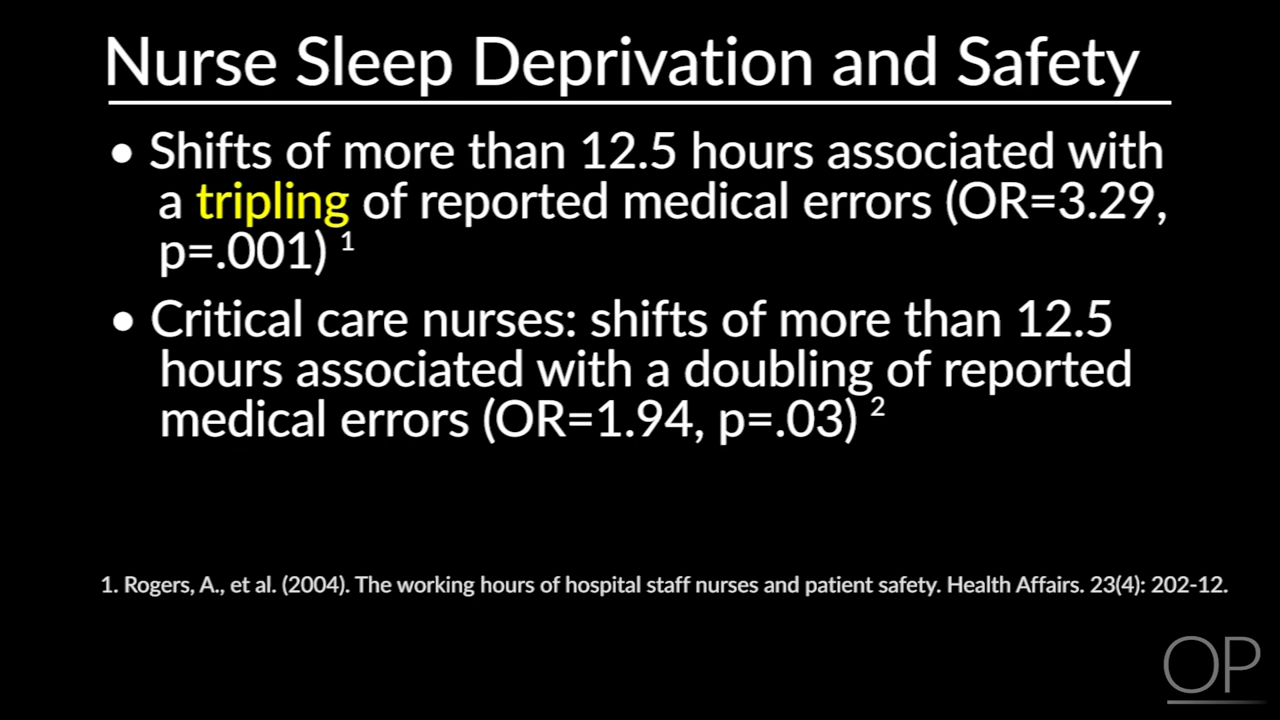 Nurse Sleep Deprivation and Safety
• Shifts of more than 12.5 hours associated with
a tripling of reported medical errors (OR=3.29,
p=.001) 1
• Critical care nurses: shifts of more than 12.5
hours associated with a doubling of reported
medical errors (OR=1.94, p=.03) 2
1. Rogers, A., et al. (2004). The working hours of hospital staff nurses and patient safety. Health Affairs. 23(4): 202-12.
OP